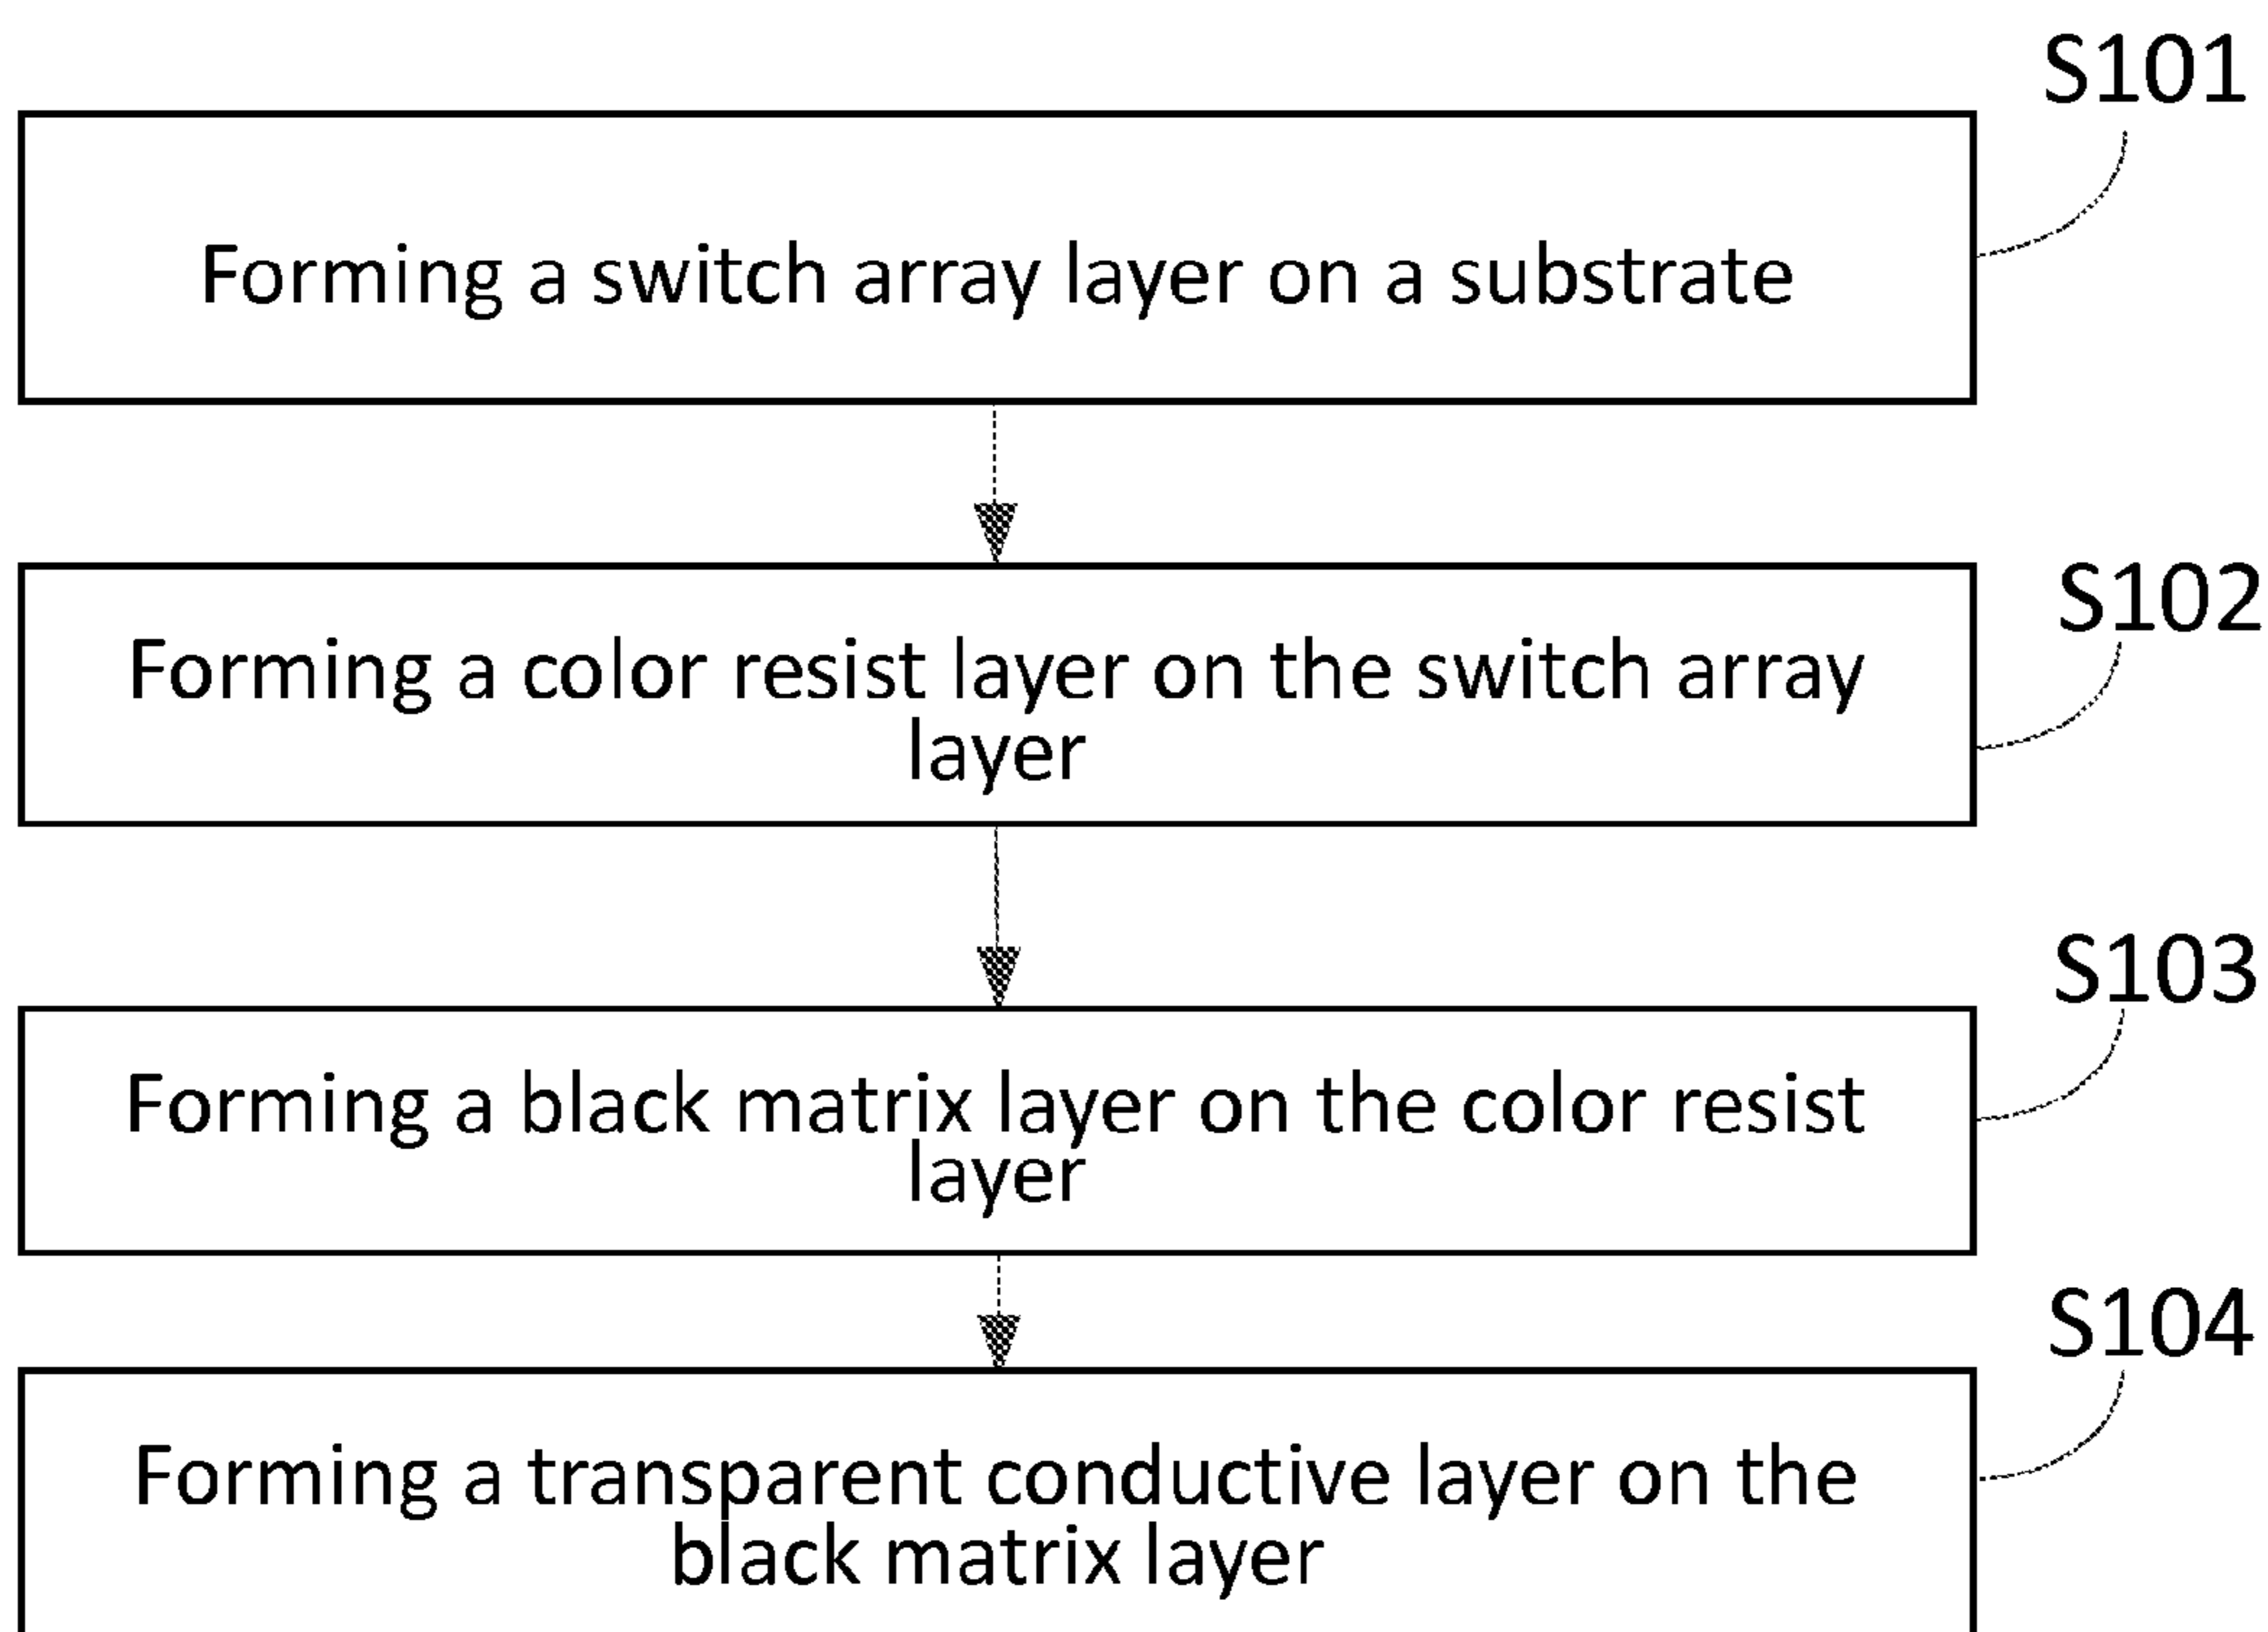 S101
Forming a switch array layer on a substrate
S102
Forming a color resist layer on the switch array
layer
S103
Forming a black matrix layer on the color resist
layer
S104
Forming a transparent conductive layer on the
black matrix layer